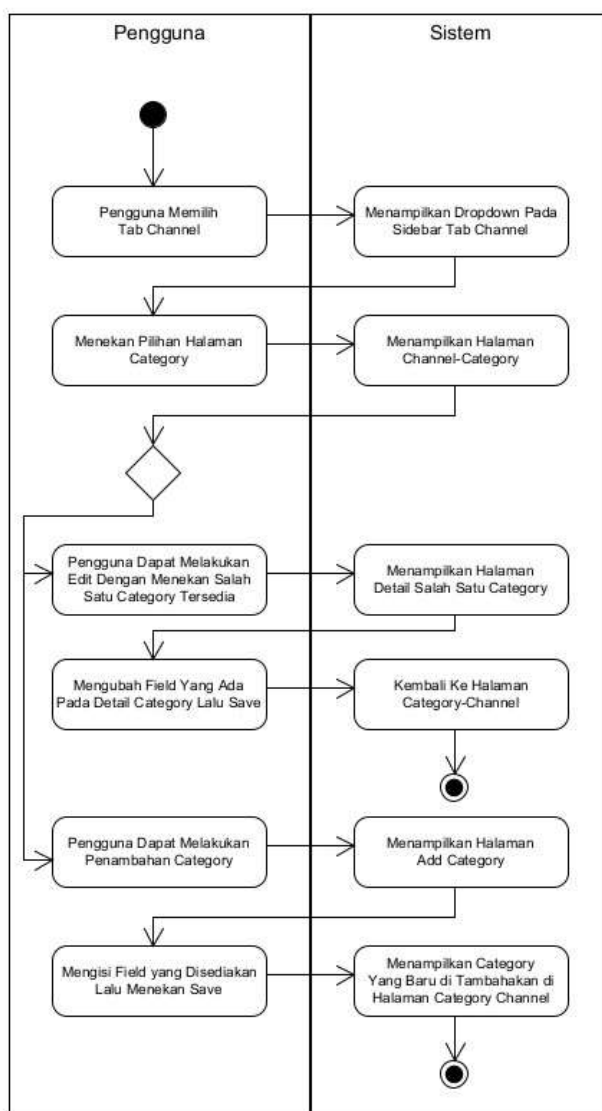 Pengguna
Sistem
Pengguna Memilih
Tab Channel
Menampilkan Dropdown Pada
Sidebar Tab Channel
Menekan Pilihan Halaman
Category
Menampilkan Halaman
Channel-Category
Pengguna Dapat Melakukan
Edit Dengan Menekan Salah
Satu Category Tersedia
Menampilkan Halaman
Detail Salah Satu Category
Mengubah Field Yang Ada
Pada Detail Category Lalu Save
Kembali Ke Halaman
Category-Channel
Pengguna Dapat Melakukan
Penambahan Category
Menampilkan Halaman
Add Category
Mengisi Field yang Disediakan
Lalu Menekan Save
Menampilkan Category
Yang Baru di Tambahakan di
Halaman Category Channel